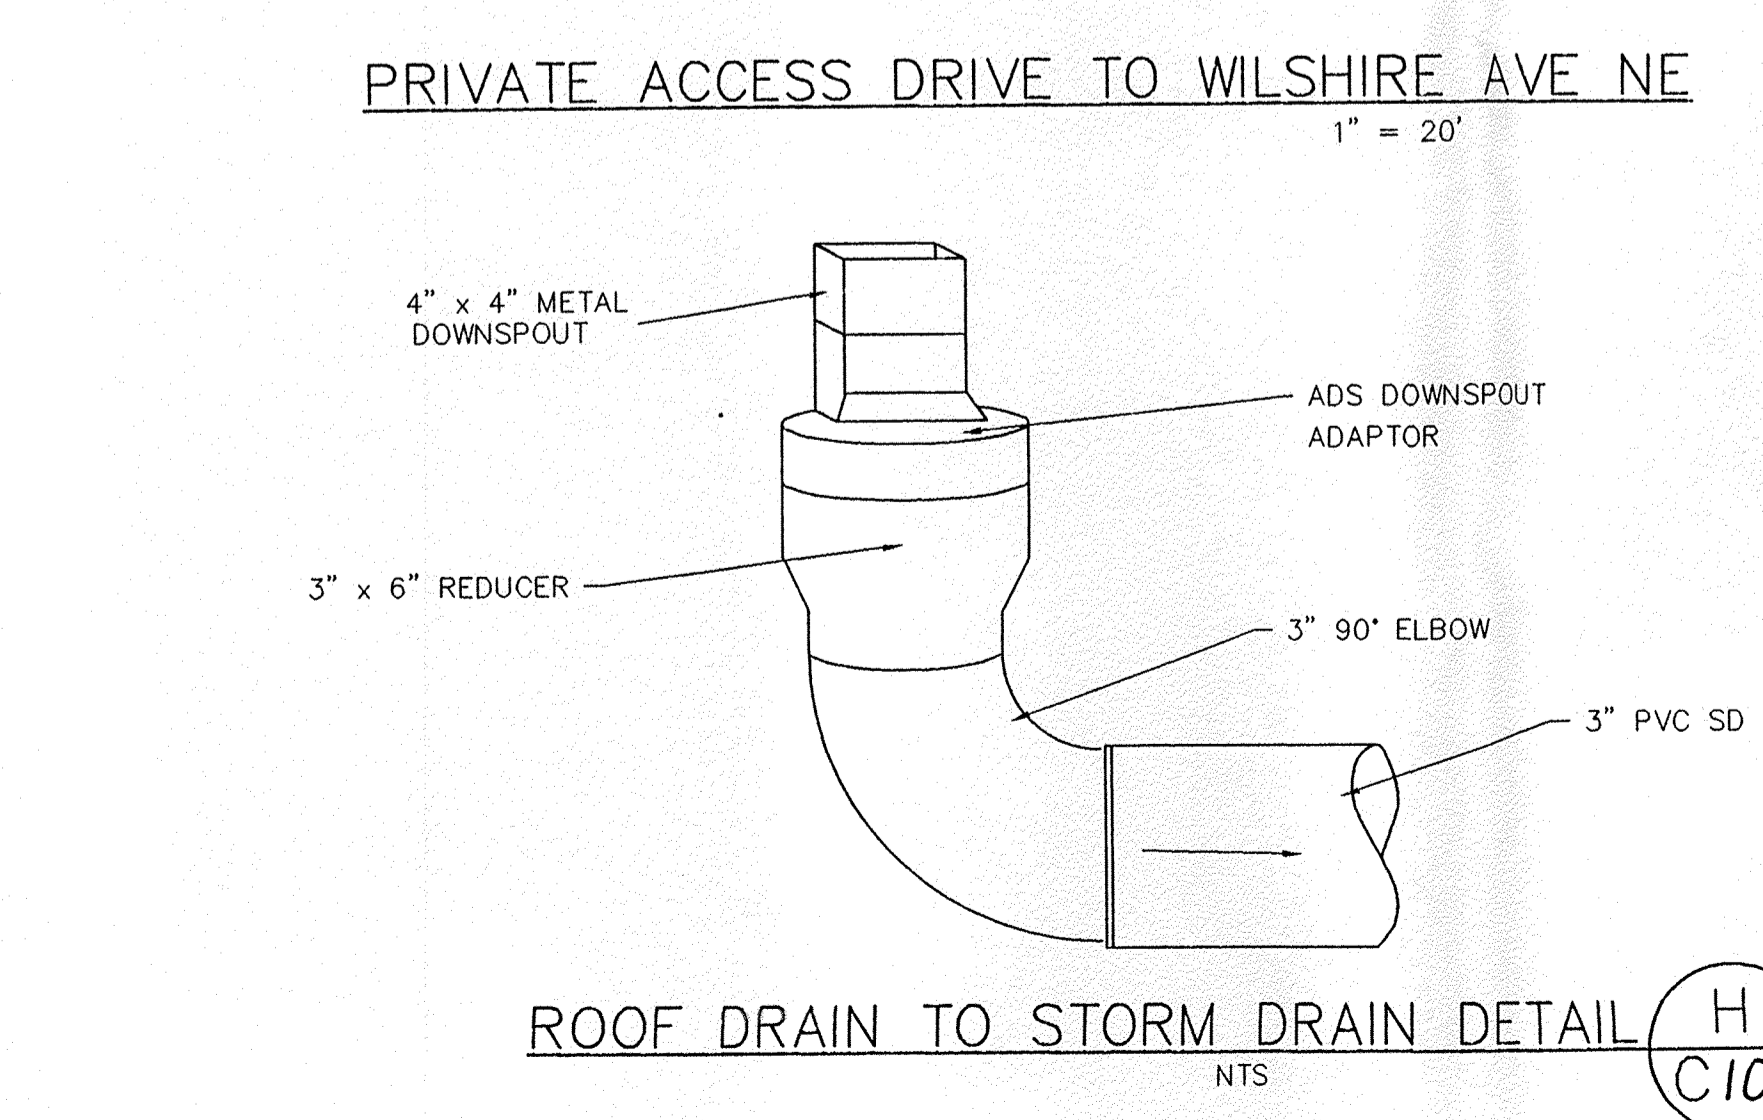 PRIVATE ACCESS DRIVE TO WILSHIRE AVE NE
1" = 20'
4" x 4" METAL
DOWNSPOUT
ADS DOWNSPOUT
ADAPTOR
3" x 6" REDUCER
3" 90° ELBOW
3" PVC SD
ROOF DRAIN TO STORM DRAIN DETAIL
NTS
H